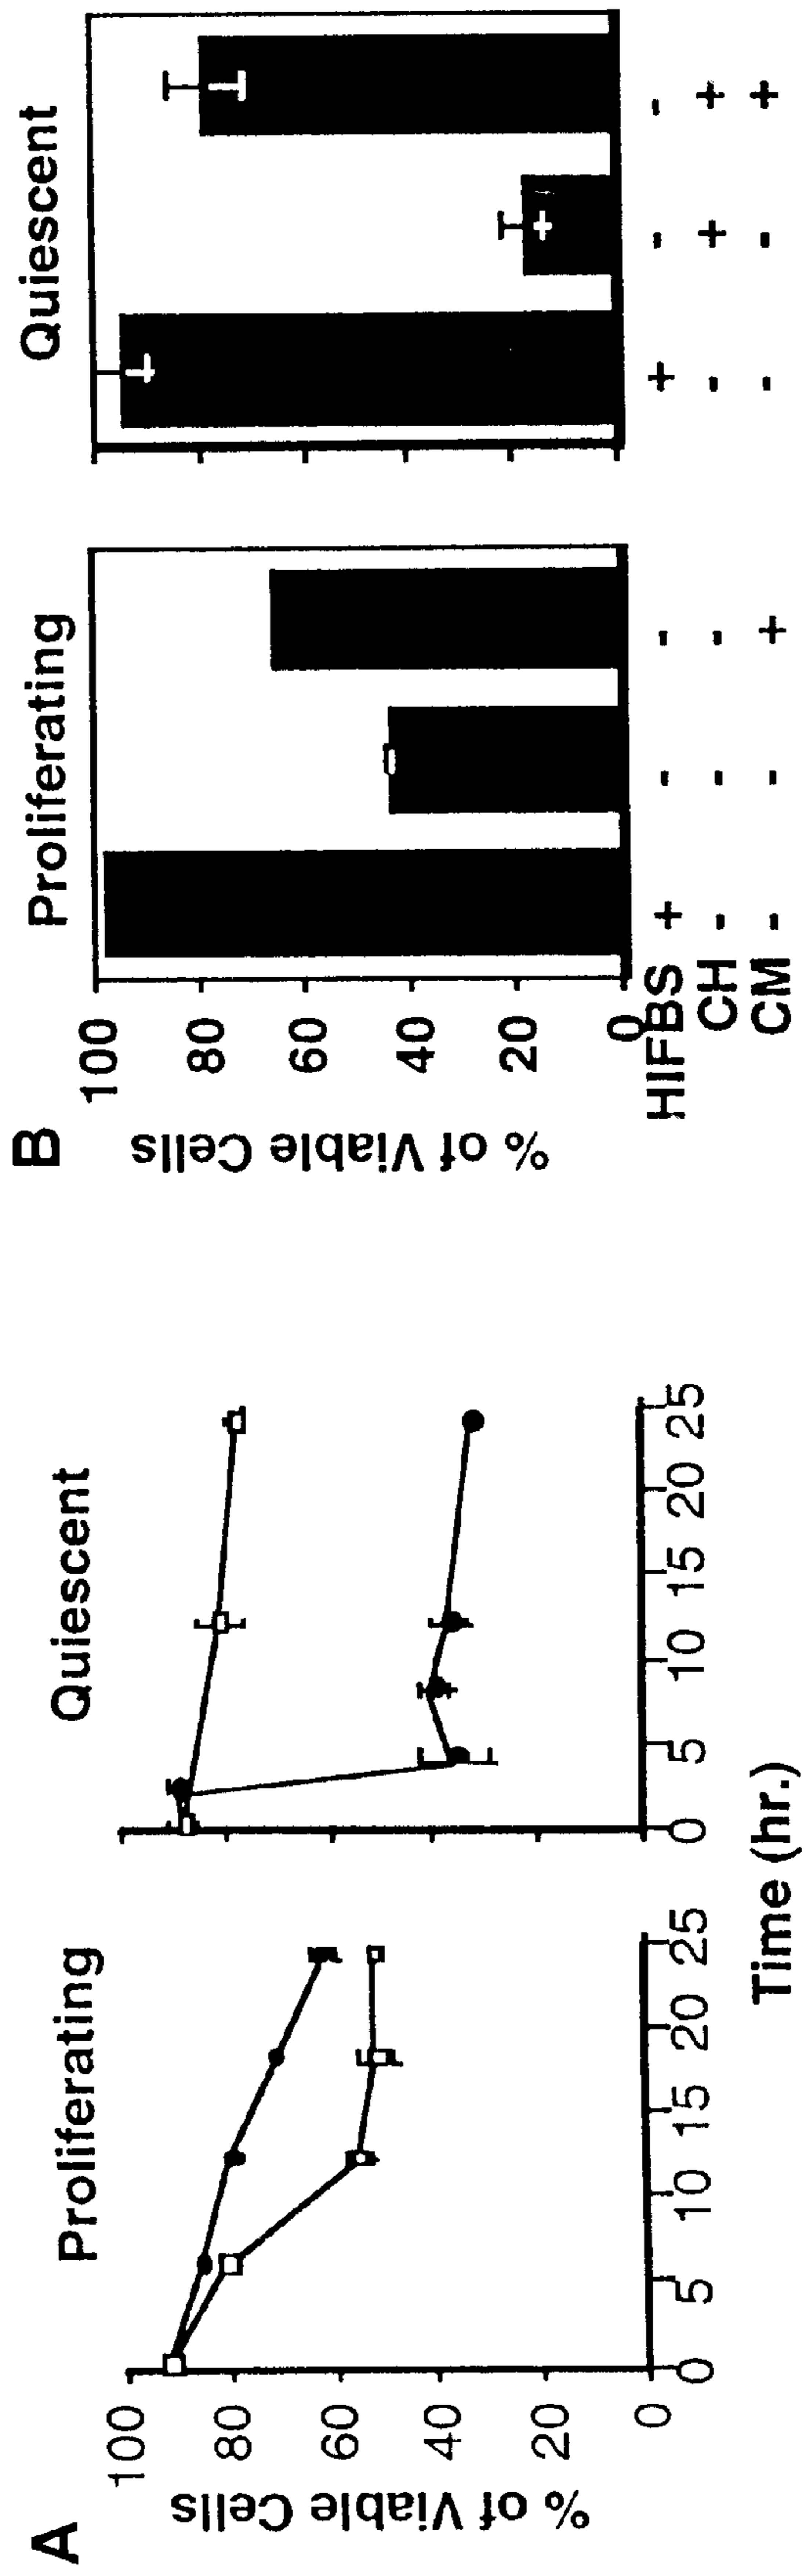 A
Proliferating
Quiescent
% of Viable Cells
100
80
60
40
20
0
0 5 10 15 20 25
0 5 10 15 20 25
Time (hr.)
B
Proliferating
Quiescent
% of Viable Cells
100
80
60
40
20
0
HIFBS + - - + - -
CH - - - - + +
CM - - + - - +